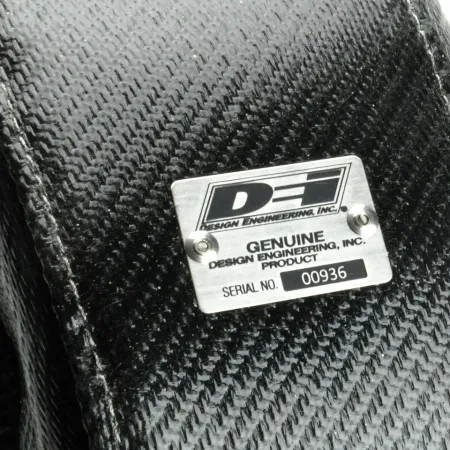 DEi
DESIGN ENGINEERING, INC.®
GENUINE
DESIGN ENGINEERING, INC.
PRODUCT
SERIAL NO. 00936